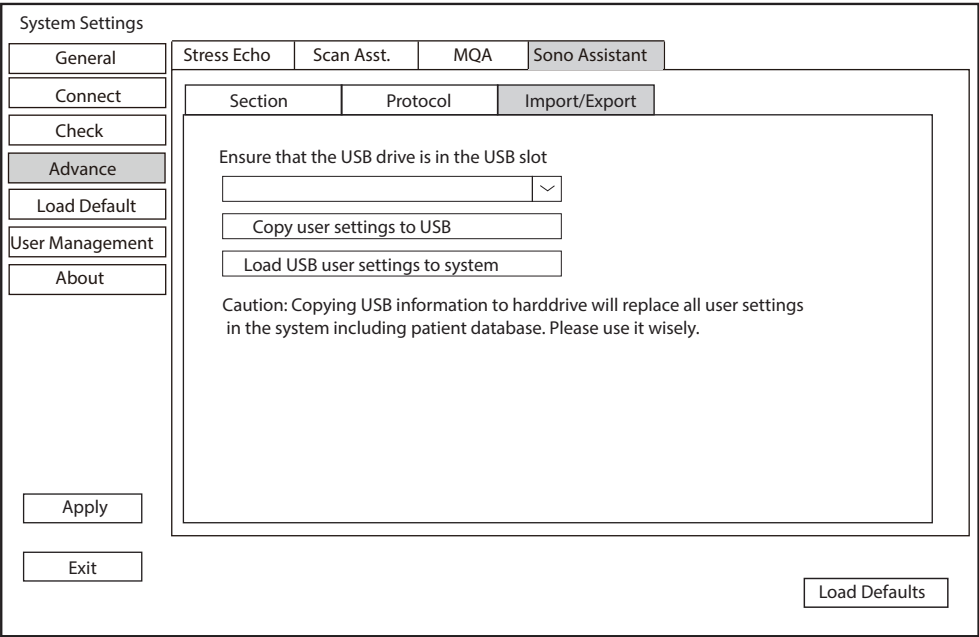 System Settings
General
Connect
Check
Advance
Load Default
User Management
About
Apply
Exit
Stress Echo
Scan Asst.
MQA
Sono Assistant
Section
Protocol
Import/Export
Ensure that the USB drive is in the USB slot
Copy user settings to USB
Load USB user settings to system
Caution: Copying USB information to harddrive will replace all user settings
in the system including patient database. Please use it wisely.
Load Defaults